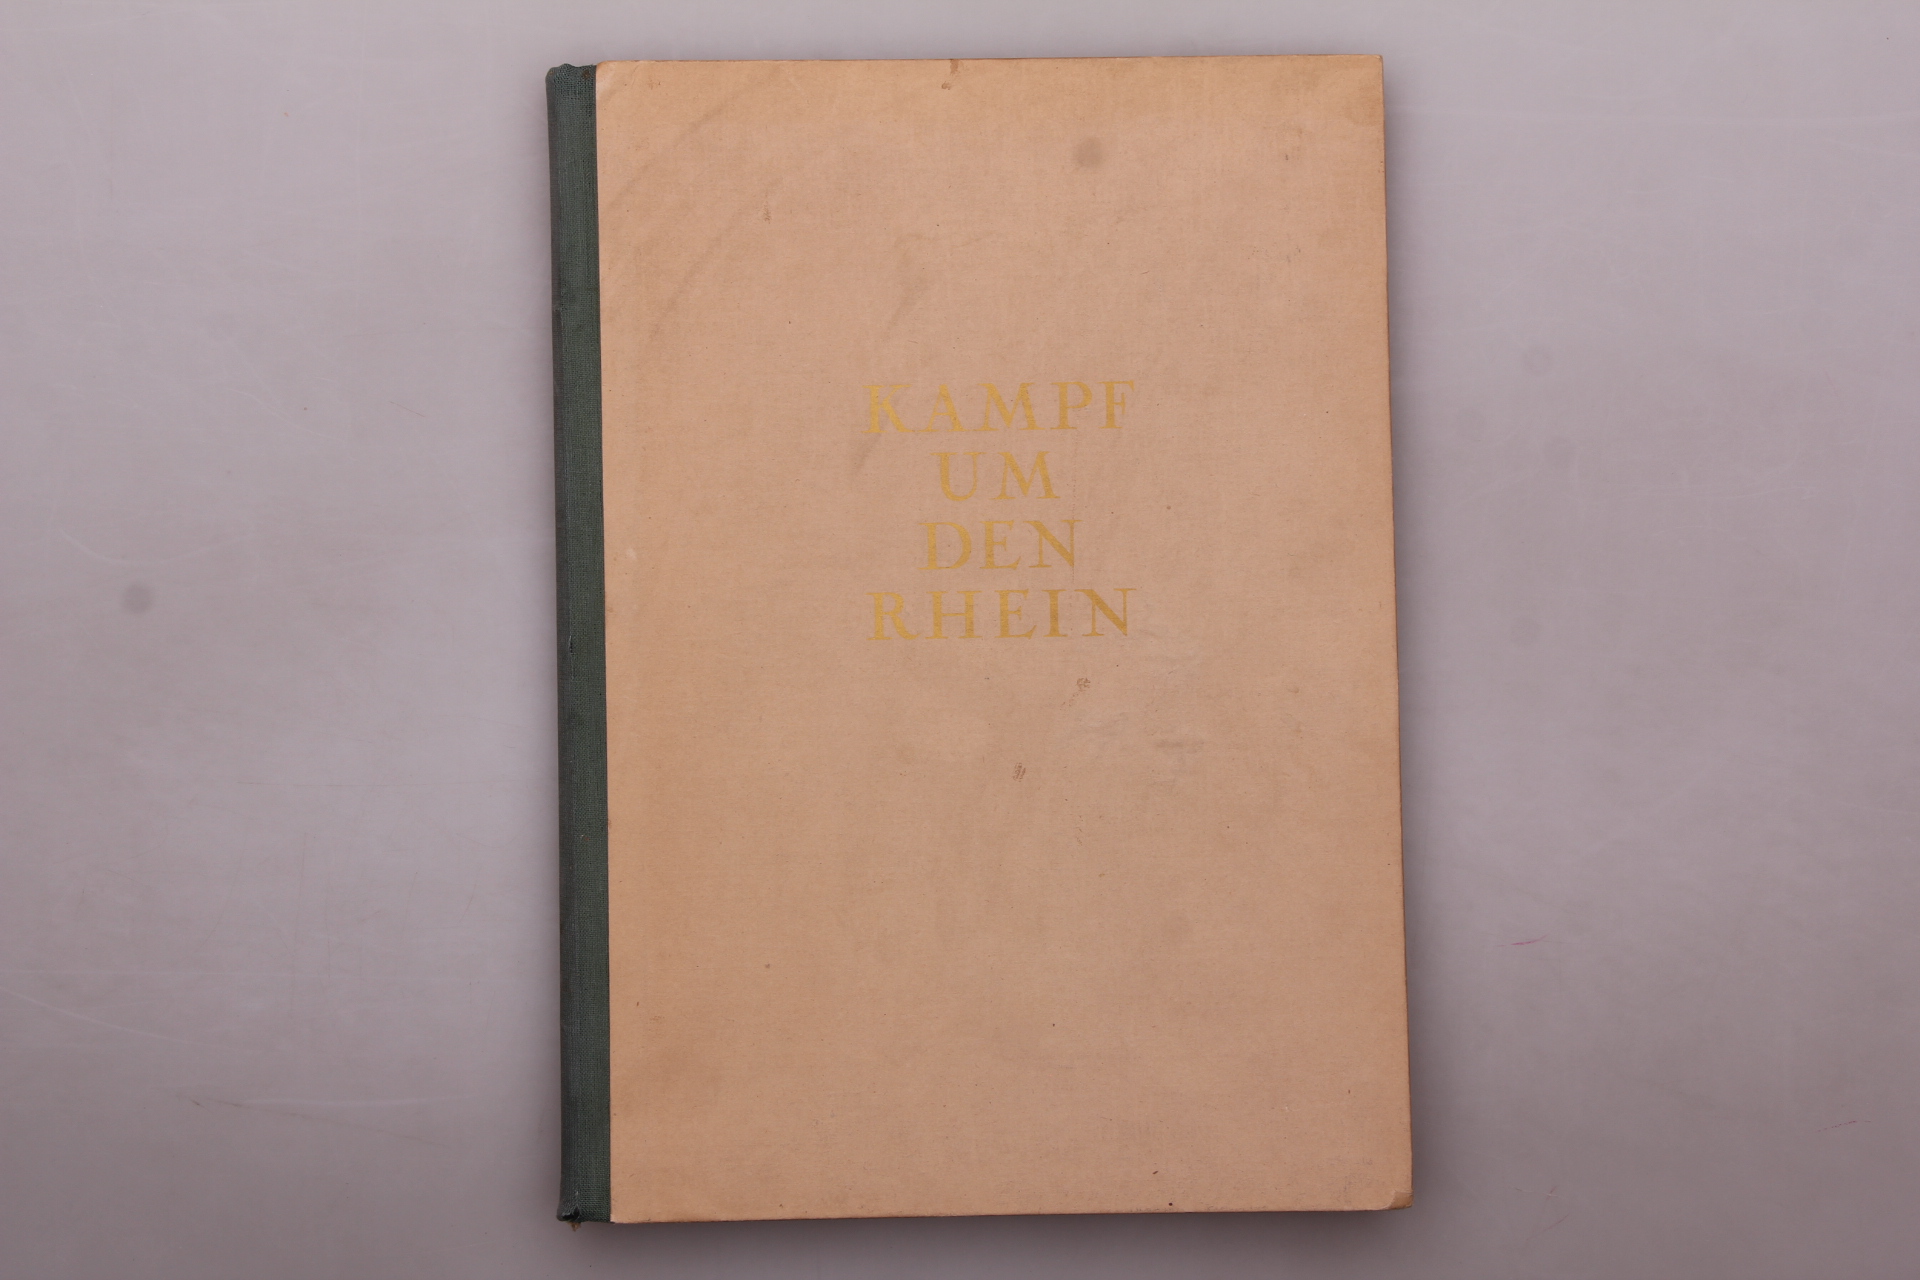 KAMPF
UM
DEN
RHEIN